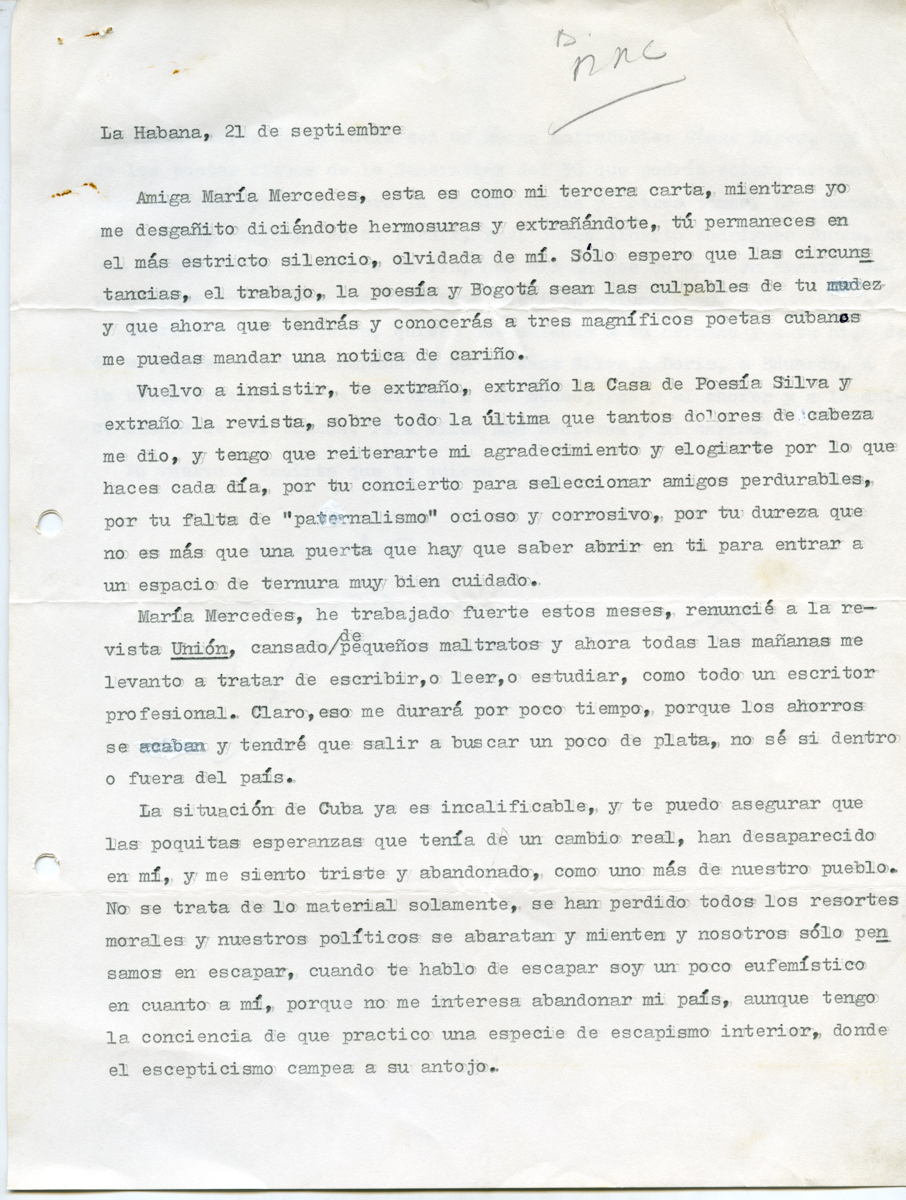 B.
MMC
La Habana, 21 de septiembre
Amiga María Mercedes, esta es como mi tercera carta, mientras yo
me desgañito diciéndote hermosuras y extrañándote, tú permaneces en
el más estricto silencio, olvidada de mí. Sólo espero que las circuns
tancias, el trabajo, la poesía y Bogotá sean las culpables de tu mudez
y que ahora que tendrás y conocerás a tres magníficos poetas cubanos
me puedas mandar una notica de cariño.
Vuelvo a insistir, te extraño, extraño la Casa de Poesía Silva y
extraño la revista, sobre todo la última que tantos dolores de cabeza
me dio, y tengo que reiterarte mi agradecimiento y elogiarte por lo que
haces cada día, por tu concierto para seleccionar amigos perdurables,
por tu falta de "paternalismo" ocioso y corrosivo, por tu dureza que
no es más que una puerta que hay que saber abrir en ti para entrar a
un espacio de ternura muy bien cuidado.
María Mercedes, he trabajado fuerte estos meses, renuncié a la re-
vista Unión, cansado/de pequeños maltratos y ahora todas las mañanas me
levanto a tratar de escribir,o leer,o estudiar, como todo un escritor
profesional. Claro,eso me durará por poco tiempo, porque los ahorros
se acaban y tendré que salir a buscar un poco de plata, no sé si dentro
o fuera del país.
La situación de Cuba ya es incalificable, y te puedo asegurar que
las poquitas esperanzas que tenía de un cambio real, han desaparecido
en mí, y me siento triste y abandonado, como uno más de nuestro pueblo.
No se trata de lo material solamente, se han perdido todos los resortes
morales y nuestros políticos se abaratan y mienten y nosotros sólo pen
samos en escapar, cuando te hablo de escapar soy un poco eufemístico
en cuanto a mí, porque no me interesa abandonar mi país, aunque tengo
la conciencia de que practico una especie de escapismo interior, donde
el escepticismo campea a su antojo.